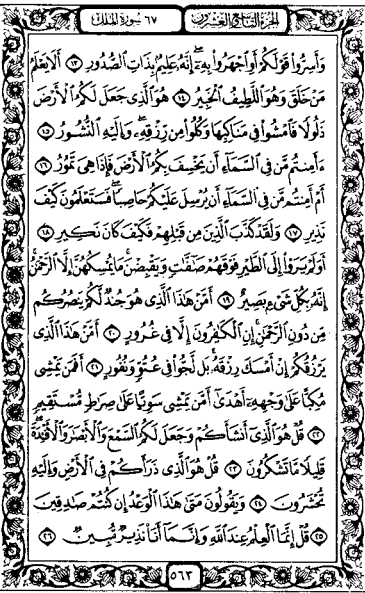 الجزء التاسع والعشرون
٦٧ سورة الملك
وَأَسِرُّوا۟ قَوْلَكُمْ أَوِ ٱجْهَرُوا۟ بِهِۦٓ إِنَّهُۥ عَلِيمٌۢ بِذَاتِ ٱلصُّدُورِ ١٣ أَلَا يَعْلَمُ
مَنْ خَلَقَ وَهُوَ ٱللَّطِيفُ ٱلْخَبِيرُ ١٤ هُوَ ٱلَّذِى جَعَلَ لَكُمُ ٱلْأَرْضَ
ذَلُولًا فَٱمْشُوا۟ فِى مَنَاكِبِهَا وَكُلُوا۟ مِن رِّزْقِهِۦ وَإِلَيْهِ ٱلنُّشُورُ ١٥
ءَأَمِنتُم مَّن فِى ٱلسَّمَآءِ أَن يَخْسِفَ بِكُمُ ٱلْأَرْضَ فَإِذَا هِىَ تَمُورُ ١٦
أَمْ أَمِنتُم مَّن فِى ٱلسَّمَآءِ أَن يُرْسِلَ عَلَيْكُمْ حَاصِبًا فَسَتَعْلَمُونَ كَيْفَ
نَذِيرِ ١٧ وَلَقَدْ كَذَّبَ ٱلَّذِينَ مِن قَبْلِهِمْ فَكَيْفَ كَانَ نَكِيرِ ١٨
أَوَلَمْ يَرَوْا۟ إِلَى ٱلطَّيْرِ فَوْقَهُمْ صَٰٓفَّٰتٍ وَيَقْبِضْنَ مَا يُمْسِكُهُنَّ إِلَّا ٱلرَّحْمَٰنُ
إِنَّهُۥ بِكُلِّ شَىْءٍۭ بَصِيرٌ ١٩ أَمَّنْ هَٰذَا ٱلَّذِى هُوَ جُندٌ لَّكُمْ يَنصُرُكُم
مِّن دُونِ ٱلرَّحْمَٰنِ إِنِ ٱلْكَٰفِرُونَ إِلَّا فِى غُرُورٍ ٢٠ أَمَّنْ هَٰذَا ٱلَّذِى
يَرْزُقُكُمْ إِنْ أَمْسَكَ رِزْقَهُۥ بَل لَّجُّوا۟ فِى عُتُوٍّ وَنُفُورٍ ٢١ أَفَمَن يَمْشِى
مُكِبًّا عَلَىٰ وَجْهِهِۦٓ أَهْدَىٰٓ أَمَّن يَمْشِى سَوِيًّا عَلَىٰ صِرَٰطٍ مُّسْتَقِيمٍ
٢٢ قُلْ هُوَ ٱلَّذِىٓ أَنشَأَكُمْ وَجَعَلَ لَكُمُ ٱلسَّمْعَ وَٱلْأَبْصَٰرَ وَٱلْأَفْـِٔدَةَ
قَلِيلًا مَّا تَشْكُرُونَ ٢٣ قُلْ هُوَ ٱلَّذِى ذَرَأَكُمْ فِى ٱلْأَرْضِ وَإِلَيْهِ
تُحْشَرُونَ ٢٤ وَيَقُولُونَ مَتَىٰ هَٰذَا ٱلْوَعْدُ إِن كُنتُمْ صَٰدِقِينَ
٢٥ قُلْ إِنَّمَا ٱلْعِلْمُ عِندَ ٱللَّهِ وَإِنَّمَآ أَنَا۠ نَذِيرٌ مُّبِينٌ ٢٦
٥٦٣